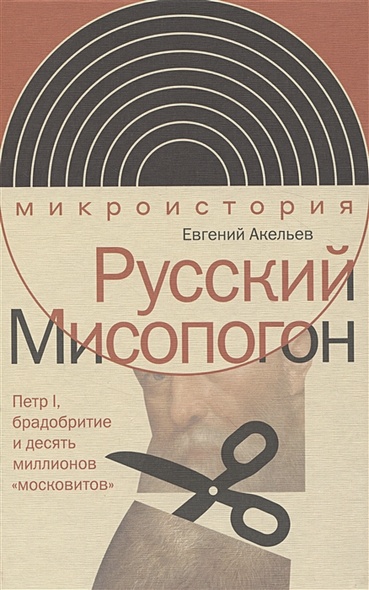 микроистория
Евгений Акельев
Русский
Мисопогон
Петр I,
брадобритие
и десять
миллионов
«московитов»